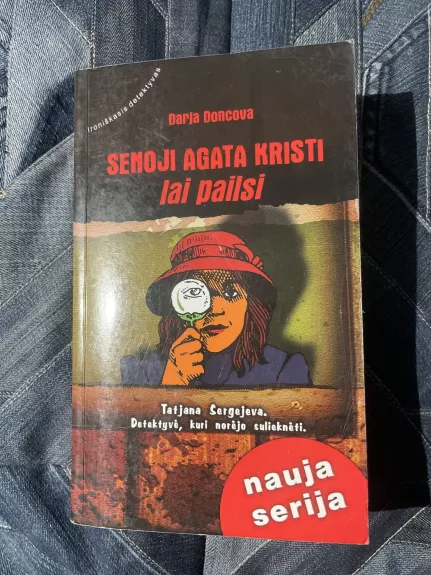 Ironiškasis detektyvas
Darja Doncova
SENOJI AGATA KRISTI
lai pailsi
Tatjana Sergejeva.
Detektyvė, kuri norėjo sulieknėti.
nauja
serija